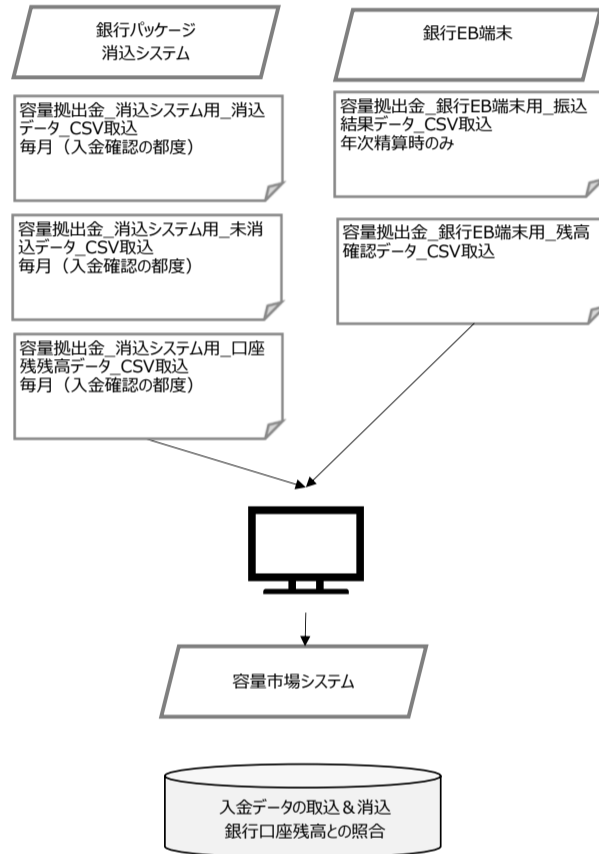 銀行パッケージ
消込システム
銀行EB端末
容量拠出金_消込システム用_消込
データ_CSV取込
毎月（入金確認の都度）
容量拠出金_銀行EB端末用_振込
結果データ_CSV取込
年次精算時のみ
容量拠出金_消込システム用_未消
込データ_CSV取込
毎月（入金確認の都度）
容量拠出金_銀行EB端末用_残高
確認データ_CSV取込
容量拠出金_消込システム用_口座
残残高データ_CSV取込
毎月（入金確認の都度）
容量市場システム
入金データの取込＆消込
銀行口座残高との照合